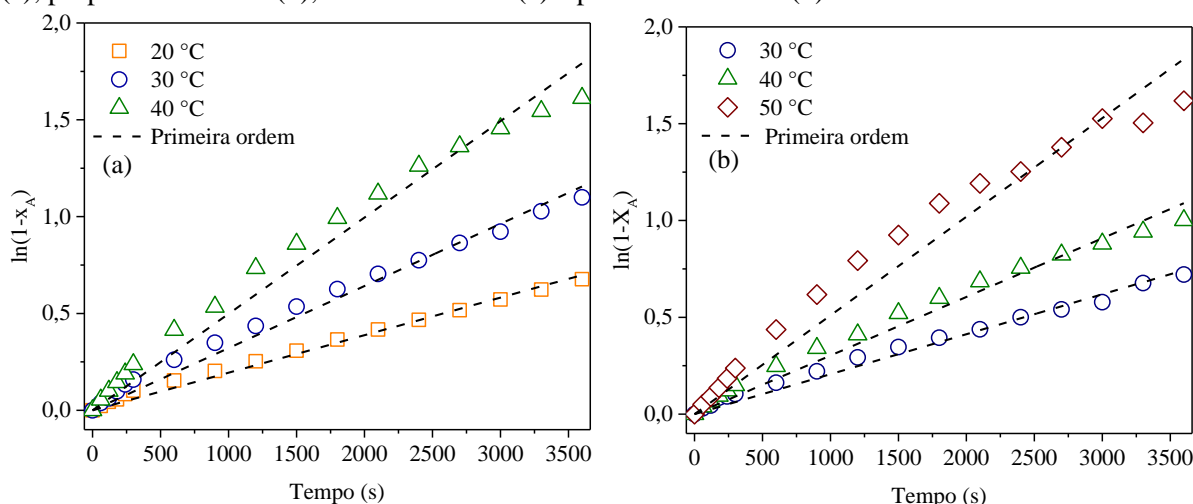 2,0
20 °C
30 °C
40 °C
Primeira ordem
(a)
1,5
1,0
0,5
0,0
ln(1-x_A)
0 500 1000 1500 2000 2500 3000 3500
Tempo (s)
2,0
30 °C
40 °C
50 °C
Primeira ordem
(b)
1,5
1,0
0,5
0,0
ln(1-X_A)
0 500 1000 1500 2000 2500 3000 3500
Tempo (s)